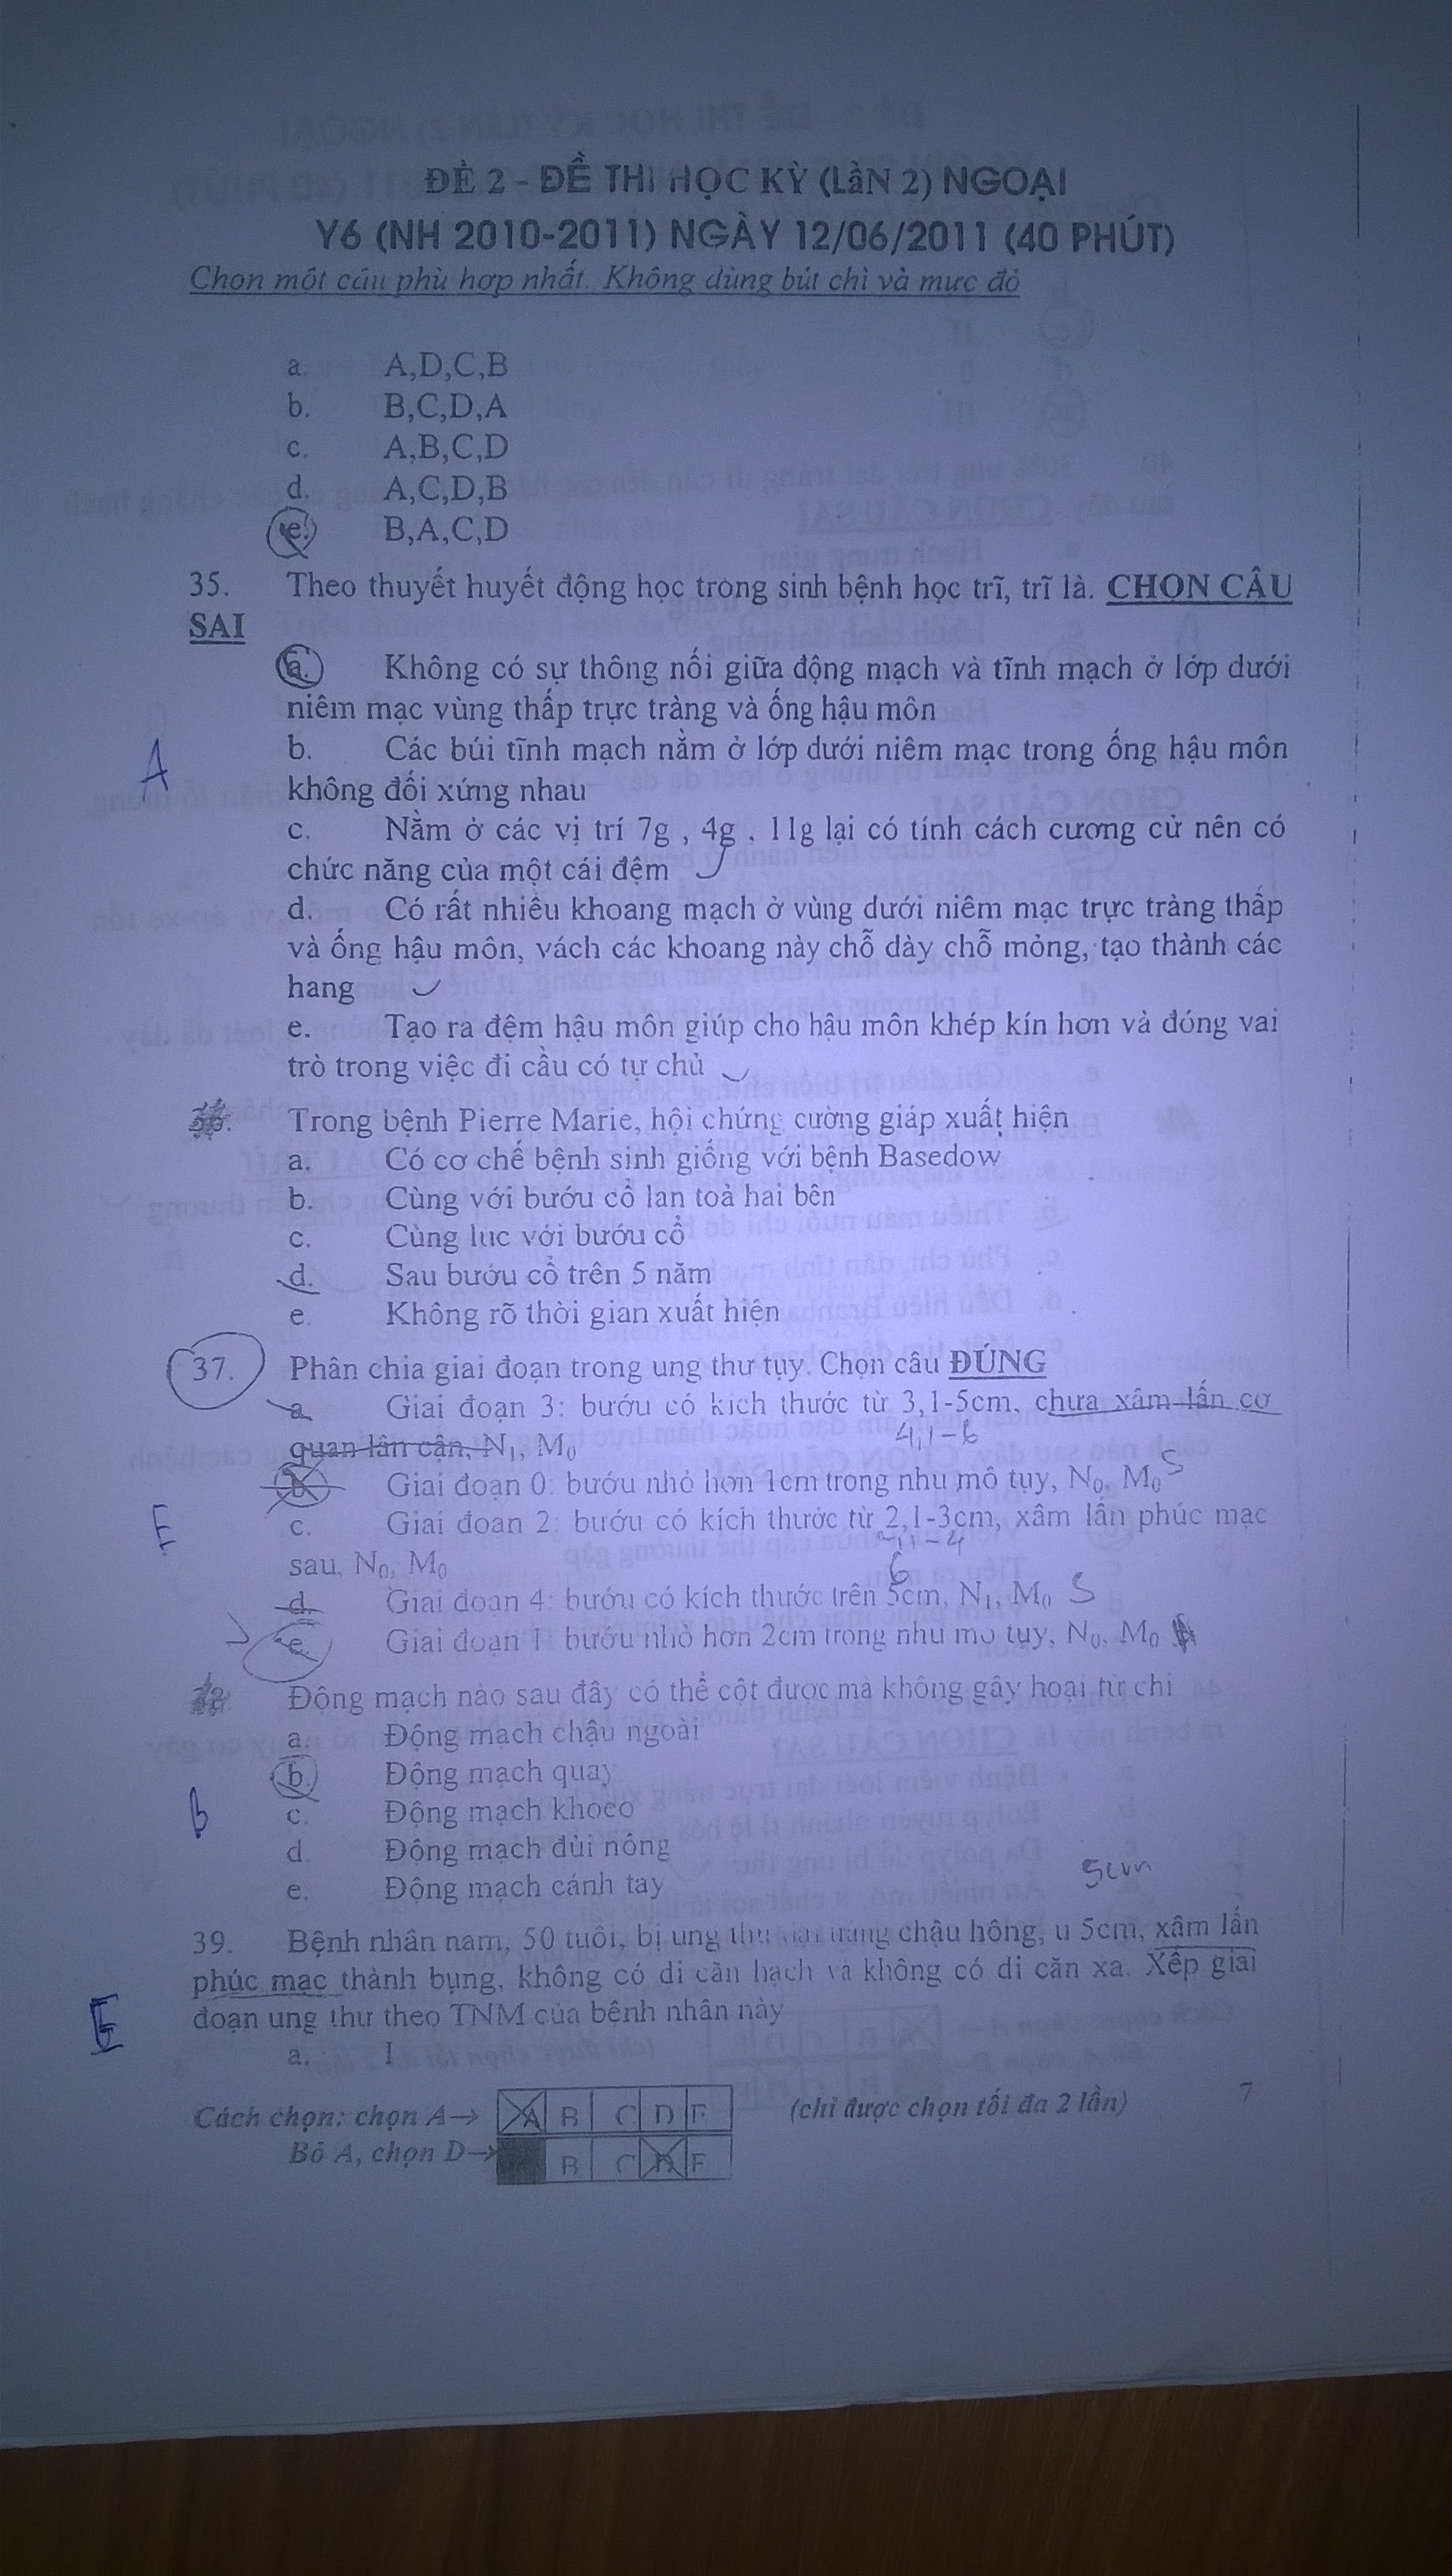 ĐỀ 2 - ĐỀ THI HỌC KỲ (LầN 2) NGOẠI
Y6 (NH 2010-2011) NGÀY 12/06/2011 (40 PHÚT)
Chọn một câu phù hợp nhất. Không dùng bút chì và mực đỏ
a. A,D,C,B
b. B,C,D,A
c. A,B,C,D
d. A,C,D,B
e. B,A,C,D
35. Theo thuyết huyết động học trong sinh bệnh học trĩ, trĩ là. CHỌN CÂU
SAI
a. Không có sự thông nối giữa động mạch và tĩnh mạch ở lớp dưới
niêm mạc vùng thấp trực tràng và ống hậu môn
b. Các búi tĩnh mạch nằm ở lớp dưới niêm mạc trong ống hậu môn
A
không đối xứng nhau
c. Nằm ở các vị trí 7g , 4g , 11g lại có tính cách cương cử nên có
chức năng của một cái đệm
d. Có rất nhiều khoang mạch ở vùng dưới niêm mạc trực tràng thấp
và ống hậu môn, vách các khoang này chỗ dày chỗ mỏng, tạo thành các
hang
e. Tạo ra đệm hậu môn giúp cho hậu môn khép kín hơn và đóng vai
trò trong việc đi cầu có tự chủ
36. Trong bệnh Pierre Marie, hội chứng cường giáp xuất hiện
a. Có cơ chế bệnh sinh giống với bệnh Basedow
b. Cùng với bướu cổ lan toả hai bên
c. Cùng lúc với bướu cổ
d. Sau bướu cổ trên 5 năm
e. Không rõ thời gian xuất hiện
37. Phân chia giai đoạn trong ung thư tụy. Chọn câu ĐÚNG
a. Giai đoạn 3: bướu có kích thước từ 3,1-5cm, chưa xâm lấn cơ
quan lân cận, N1, M0
4,1-6
b. Giai đoạn 0: bướu nhỏ hơn 1cm trong nhu mô tụy, N0, M0 S
E
c. Giai đoạn 2: bướu có kích thước từ 2,1-3cm, xâm lấn phúc mạc
sau, N0, M0
6
d. Giai đoạn 4: bướu có kích thước trên 5cm, N1, M0 S
e. Giai đoạn 1: bướu nhỏ hơn 2cm trong nhu mô tụy, N0, M0
38. Động mạch nào sau đây có thể cột được mà không gây hoại tử chi
a. Động mạch chậu ngoài
b. Động mạch quay
B
c. Động mạch khoeo
d. Động mạch đùi nông
e. Động mạch cánh tay
5cm
39. Bệnh nhân nam, 50 tuổi, bị ung thư đại tràng chậu hông, u 5cm, xâm lấn
phúc mạc thành bụng, không có di căn hạch và không có di căn xa. Xếp giai
đoạn ung thư theo TNM của bệnh nhân này
E
a. I
Cách chọn: chọn A→ A B C D E (chỉ được chọn tối đa 2 lần) 7
Bỏ A, chọn D→ B C D E